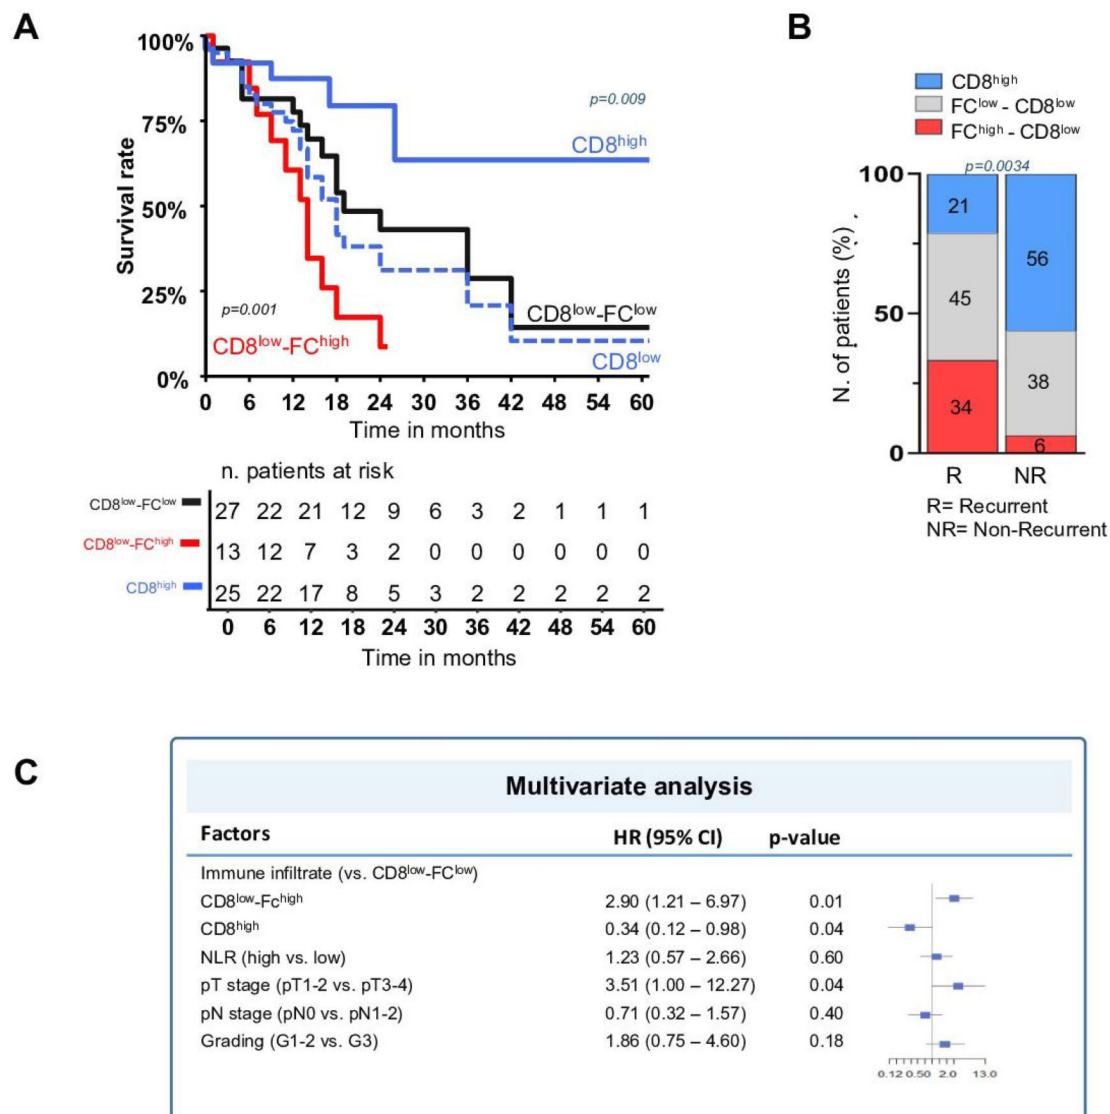 A
100%
75%
50%
25%
0%
Survival rate
p=0.009
CD8high
p=0.001
CD8low-FChigh
CD8low-FClow
CD8low
0 6 12 18 24 30 36 42 48 54 60
Time in months
n. patients at risk
CD8low-FClow 27 22 21 12 9 6 3 2 1 1 1
CD8low-FChigh 13 12 7 3 2 0 0 0 0 0 0
CD8high 25 22 17 8 5 3 2 2 2 2 2
0 6 12 18 24 30 36 42 48 54 60
Time in months
B
CD8high
FClow - CD8low
FChigh - CD8low
p=0.0034
N. of patients (%)
100
50
0
21
45
34
56
38
6
R NR
R= Recurrent
NR= Non-Recurrent
C
Multivariate analysis
Factors HR (95% CI) p-value
Immune infiltrate (vs. CD8low-FClow)
CD8low-Fchigh 2.90 (1.21 – 6.97) 0.01
CD8high 0.34 (0.12 – 0.98) 0.04
NLR (high vs. low) 1.23 (0.57 – 2.66) 0.60
pT stage (pT1-2 vs. pT3-4) 3.51 (1.00 – 12.27) 0.04
pN stage (pN0 vs. pN1-2) 0.71 (0.32 – 1.57) 0.40
Grading (G1-2 vs. G3) 1.86 (0.75 – 4.60) 0.18
0.12 0.50 2.0 13.0